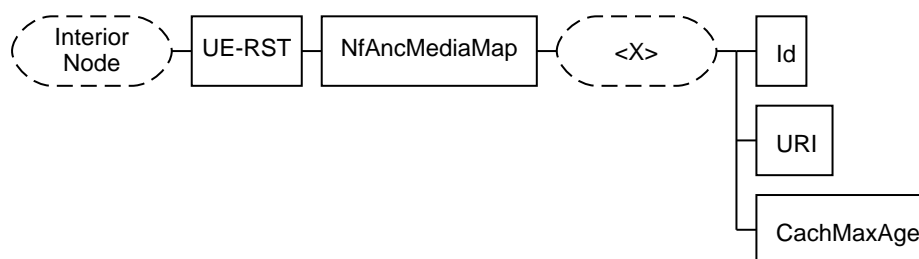 Interior
Node
UE-RST
NfAncMediaMap
<X>
Id
URI
CachMaxAge